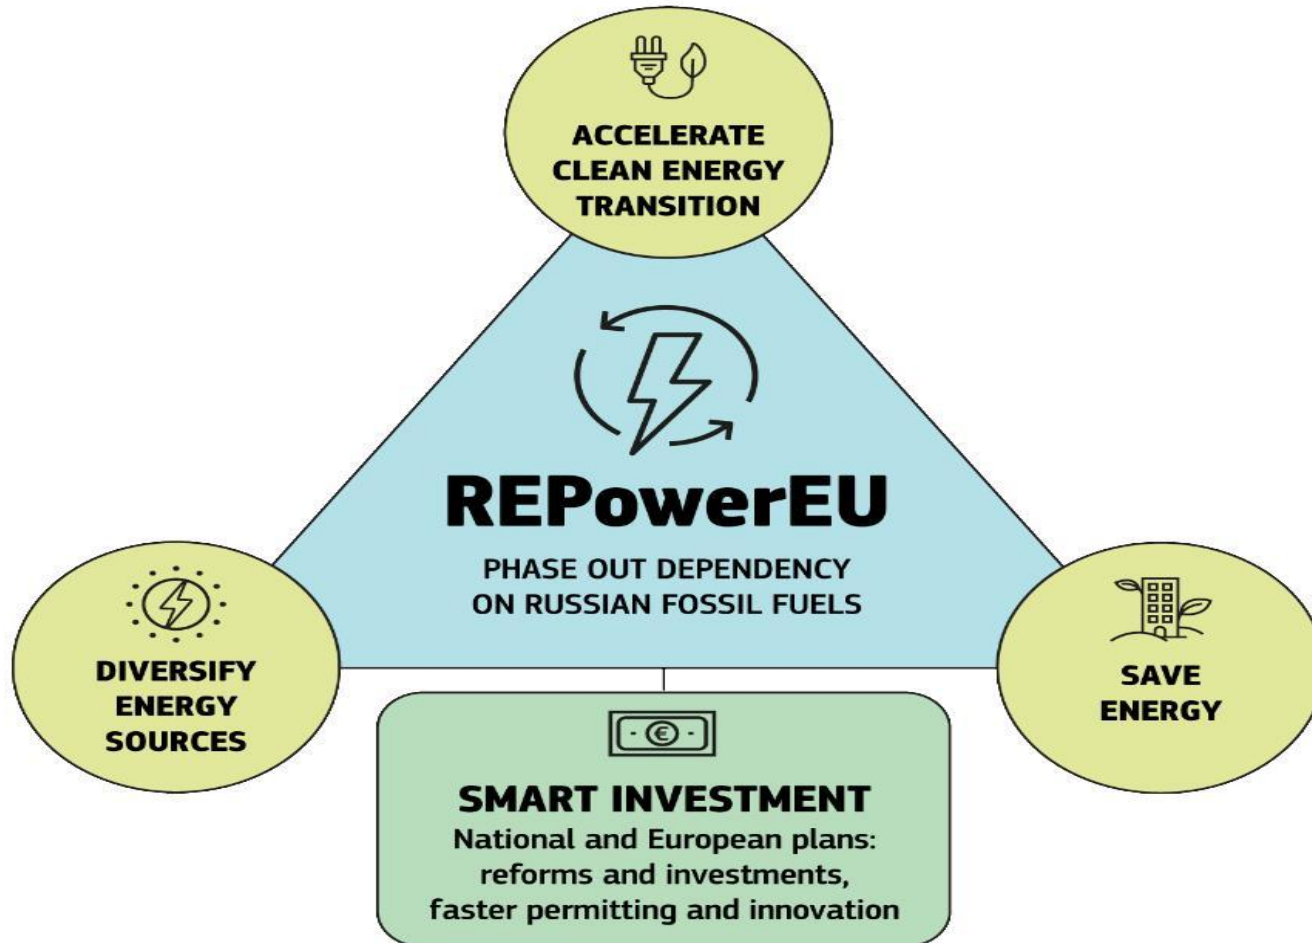 ACCELERATE
CLEAN ENERGY
TRANSITION
REPowerEU
PHASE OUT DEPENDENCY
ON RUSSIAN FOSSIL FUELS
DIVERSIFY
ENERGY
SOURCES
SAVE
ENERGY
€
SMART INVESTMENT
National and European plans:
reforms and investments,
faster permitting and innovation